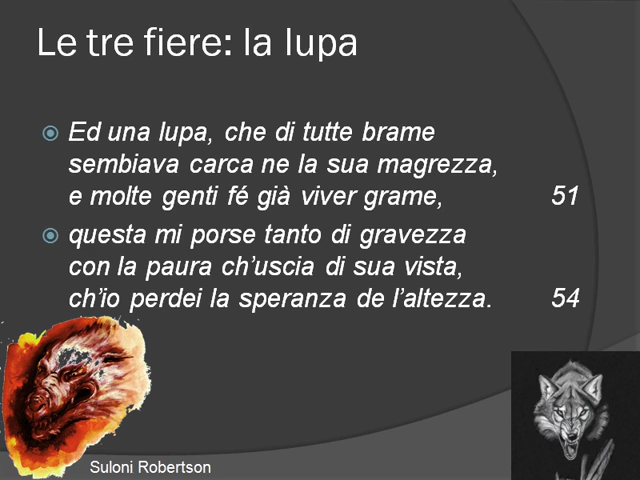 Le tre fiere: la lupa
Ed una lupa, che di tutte brame
sembiava carca ne la sua magrezza,
e molte genti fé già viver grame, 51
questa mi porse tanto di gravezza
con la paura ch'uscia di sua vista,
ch'io perdei la speranza de l'altezza. 54
Suloni Robertson